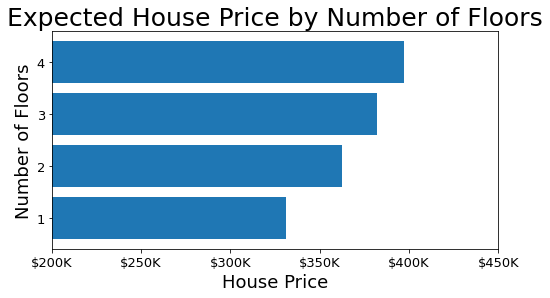 Expected House Price by Number of Floors
Number of Floors
4
3
2
1
$200K $250K $300K $350K $400K $450K
House Price